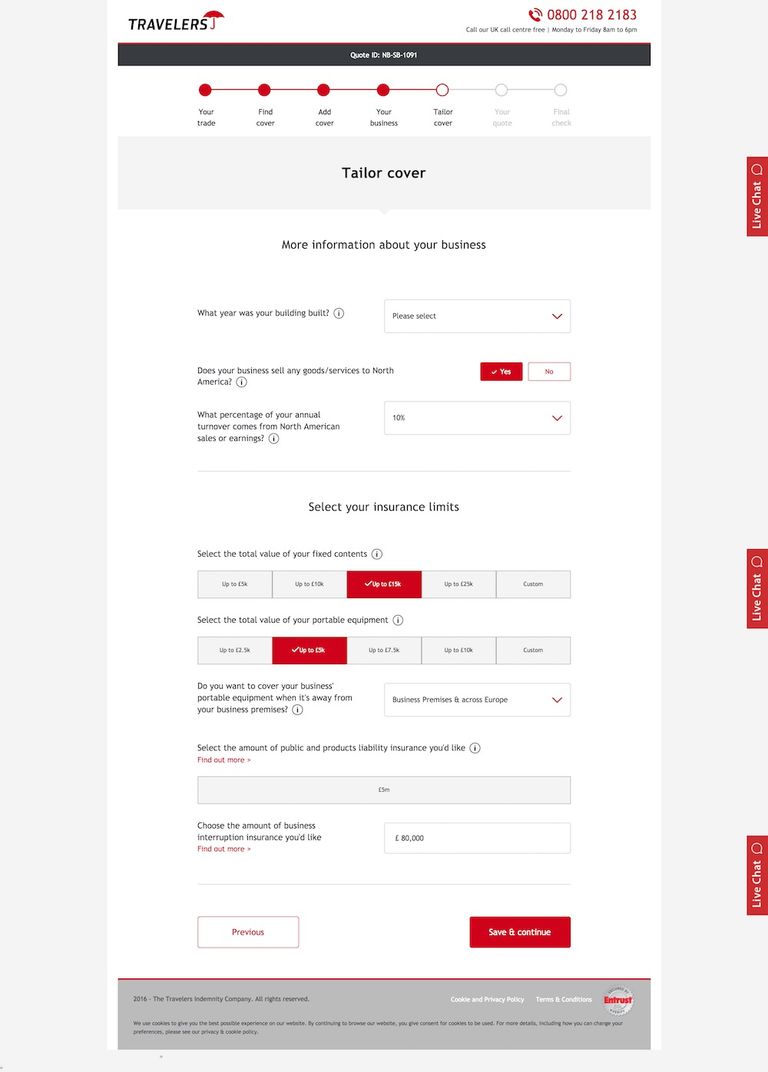 TRAVELERS
0800 218 2183
Call our UK call centre free | Monday to Friday 8am to 6pm
Quote ID: NB-SB-1091
Your trade
Find cover
Add cover
Your business
Tailor cover
Your quote
Final check
Tailor cover
Live Chat
More information about your business
What year was your building built?
Please select
Does your business sell any goods/services to North
America?
Yes
No
What percentage of your annual
turnover comes from North American
sales or earnings?
10%
Select your insurance limits
Select the total value of your fixed contents
Up to £5k
Up to £10k
Up to £15k
Up to £25k
Custom
Live Chat
Select the total value of your portable equipment
Up to £2.5k
Up to £5k
Up to £7.5k
Up to £10k
Custom
Do you want to cover your business'
portable equipment when it's away from
your business premises?
Business Premises & across Europe
Select the amount of public and products liability insurance you'd like
Find out more >
£5m
Choose the amount of business
interruption insurance you'd like
Find out more >
£ 80,000
Live Chat
Previous
Save & continue
2016 - The Travelers Indemnity Company. All rights reserved.
Cookie and Privacy Policy
Terms & Conditions
Entrust
We use cookies to give you the best possible experience on our website. By continuing to browse our website, you give consent for cookies to be used. For more details, including how you can change your
preferences, please see our privacy & cookie policy.